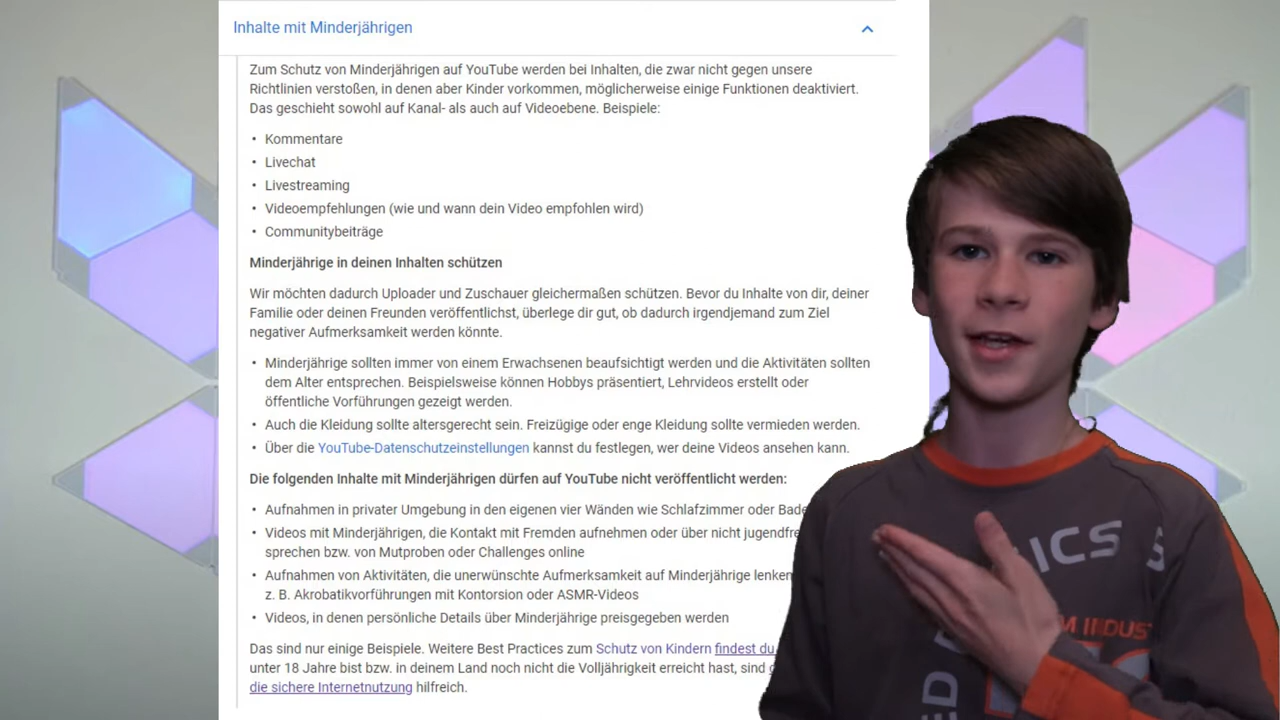 Inhalte mit Minderjährigen
Zum Schutz von Minderjährigen auf YouTube werden bei Inhalten, die zwar nicht gegen unsere
Richtlinien verstoßen, in denen aber Kinder vorkommen, möglicherweise einige Funktionen deaktiviert.
Das geschieht sowohl auf Kanal- als auch auf Videoebene. Beispiele:
• Kommentare
• Livechat
• Livestreaming
• Videoempfehlungen (wie und wann dein Video empfohlen wird)
• Communitybeiträge
Minderjährige in deinen Inhalten schützen
Wir möchten dadurch Uploader und Zuschauer gleichermaßen schützen. Bevor du Inhalte von dir, deiner
Familie oder deinen Freunden veröffentlichst, überlege dir gut, ob dadurch irgendjemand zum Ziel
negativer Aufmerksamkeit werden könnte.
• Minderjährige sollten immer von einem Erwachsenen beaufsichtigt werden und die Aktivitäten sollten
dem Alter entsprechen. Beispielsweise können Hobbys präsentiert, Lehrvideos erstellt oder
öffentliche Vorführungen gezeigt werden.
• Auch die Kleidung sollte altersgerecht sein. Freizügige oder enge Kleidung sollte vermieden werden.
• Über die YouTube-Datenschutzeinstellungen kannst du festlegen, wer deine Videos ansehen kann.
Die folgenden Inhalte mit Minderjährigen dürfen auf YouTube nicht veröffentlicht werden:
• Aufnahmen in privater Umgebung in den eigenen vier Wänden wie Schlafzimmer oder Bade
• Videos mit Minderjährigen, die Kontakt mit Fremden aufnehmen oder über nicht jugendfre
sprechen bzw. von Mutproben oder Challenges online
• Aufnahmen von Aktivitäten, die unerwünschte Aufmerksamkeit auf Minderjährige lenken
z. B. Akrobatikvorführungen mit Kontorsion oder ASMR-Videos
• Videos, in denen persönliche Details über Minderjährige preisgegeben werden
Das sind nur einige Beispiele. Weitere Best Practices zum Schutz von Kindern findest du
unter 18 Jahre bist bzw. in deinem Land noch nicht die Volljährigkeit erreicht hast, sind
die sichere Internetnutzung hilfreich.
ICS S
M INDUST
ED